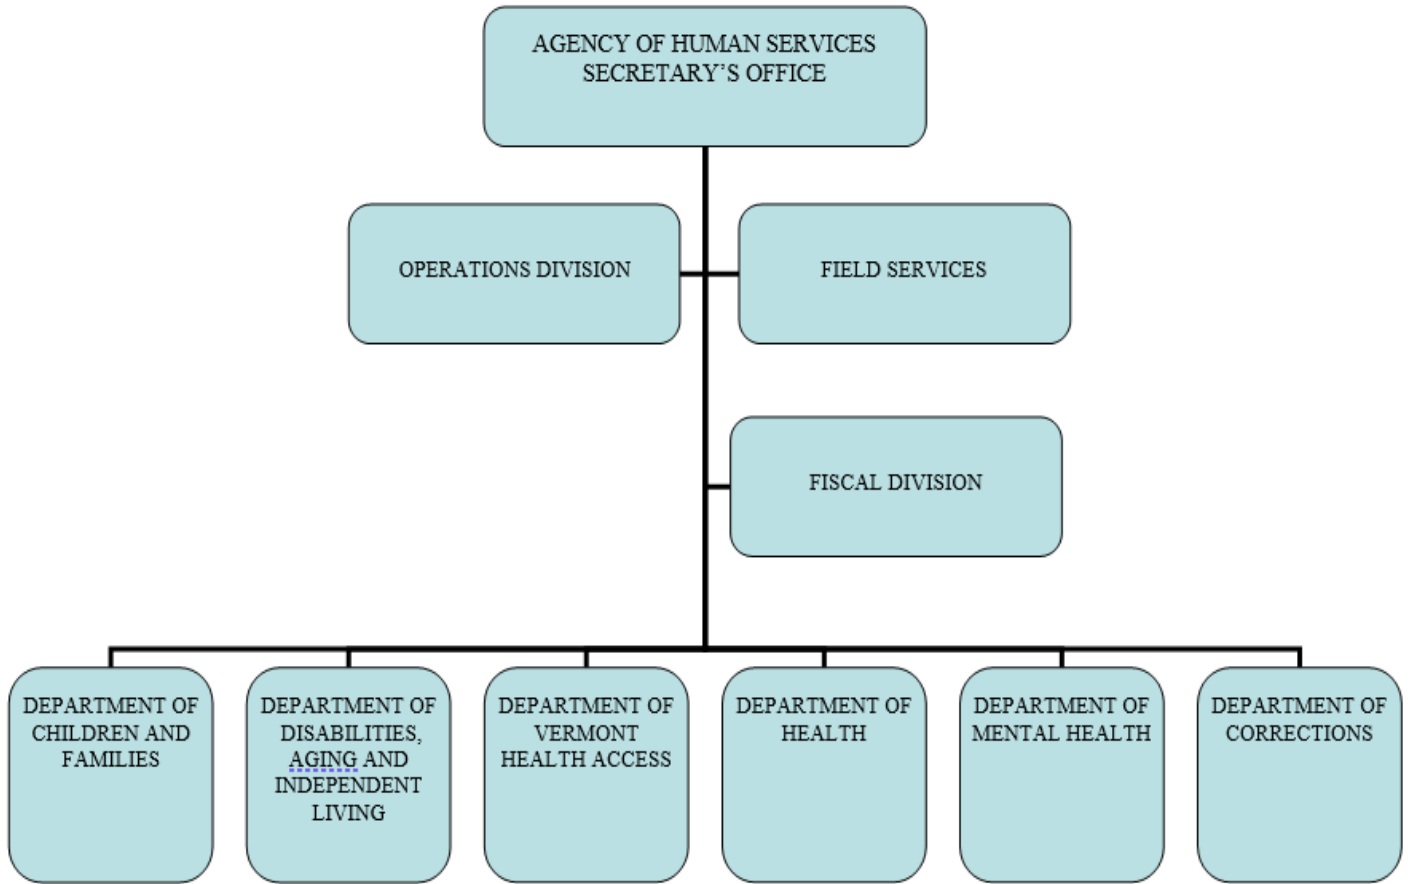 AGENCY OF HUMAN SERVICES
SECRETARY’S OFFICE
OPERATIONS DIVISION
FIELD SERVICES
FISCAL DIVISION
DEPARTMENT OF
CHILDREN AND
FAMILIES
DEPARTMENT OF
DISABILITIES,
AGING AND
INDEPENDENT
LIVING
DEPARTMENT OF
VERMONT
HEALTH ACCESS
DEPARTMENT OF
HEALTH
DEPARTMENT OF
MENTAL HEALTH
DEPARTMENT OF
CORRECTIONS